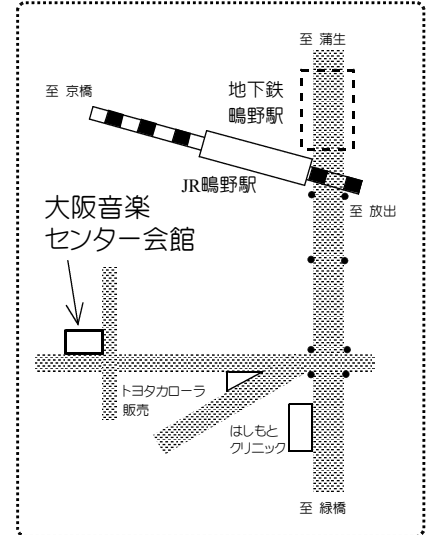 至 蒲生
至 京橋
地下鉄
鴫野駅
JR鴫野駅
至 放出
大阪音楽
センター会館
トヨタカローラ
販売
はしもと
クリニック
至 緑橋